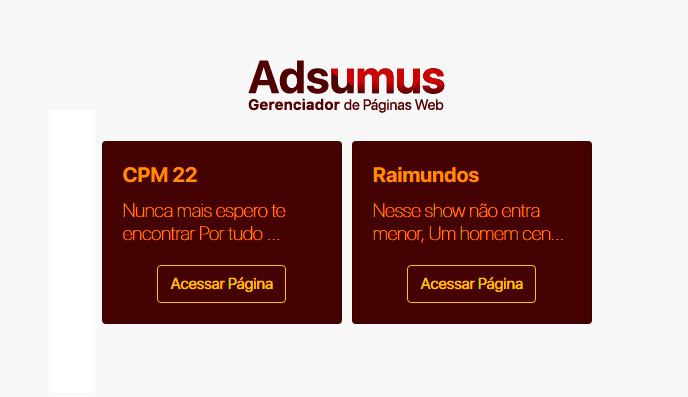 Adsumus
Gerenciador de Páginas Web
CPM 22
Nunca mais espero te
encontrar Por tudo ...
Acessar Página
Raimundos
Nesse show não entra
menor, Um homem cen...
Acessar Página